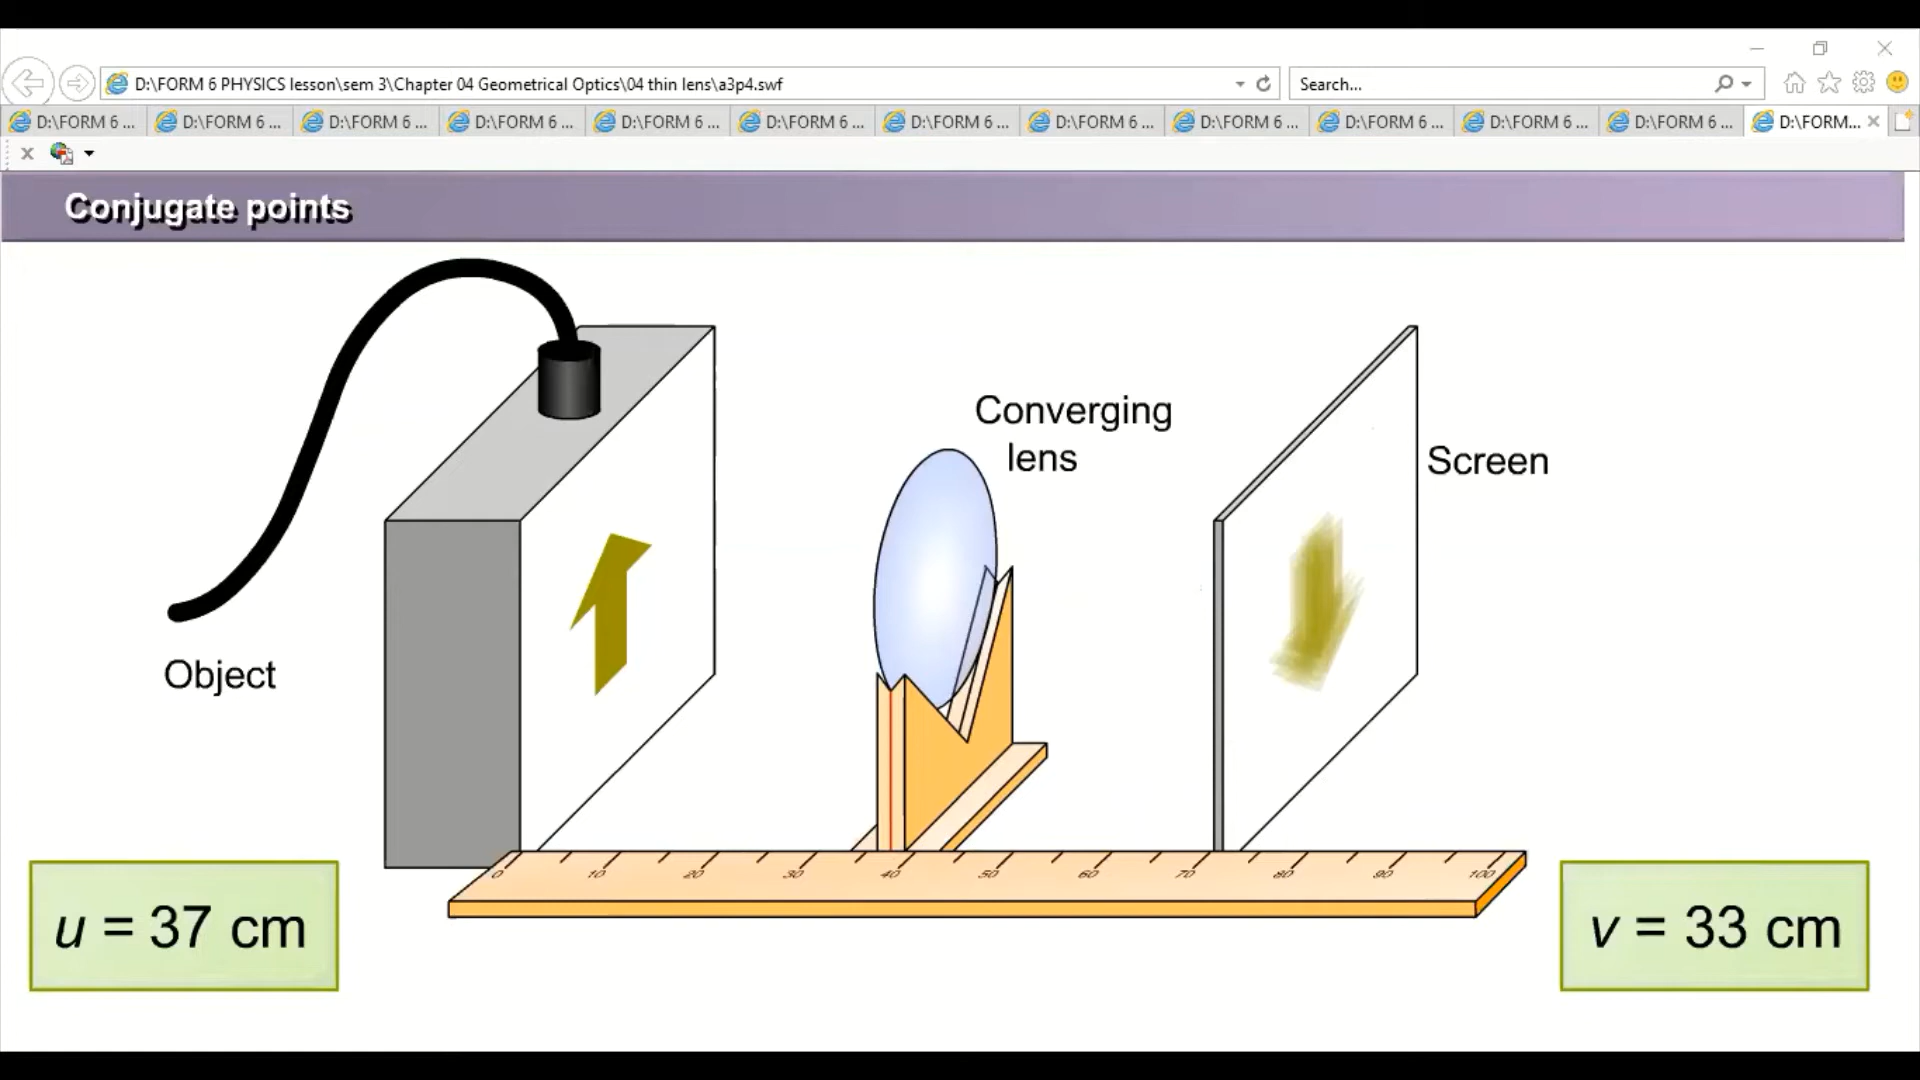 D:\FORM 6 PHYSICS lesson\sem 3\Chapter 04 Geometrical Optics\04 thin lens\a3p4.swf
Search...
D:\FORM 6 ...
D:\FORM 6 ...
D:\FORM 6 ...
D:\FORM 6 ...
D:\FORM 6 ...
D:\FORM 6 ...
D:\FORM 6 ...
D:\FORM 6 ...
D:\FORM 6 ...
D:\FORM 6 ...
D:\FORM 6 ...
D:\FORM 6 ...
D:\FORM...
Conjugate points
Converging
lens
Screen
Object
0 10 20 30 40 50 60 70 80 90 100
u = 37 cm
v = 33 cm